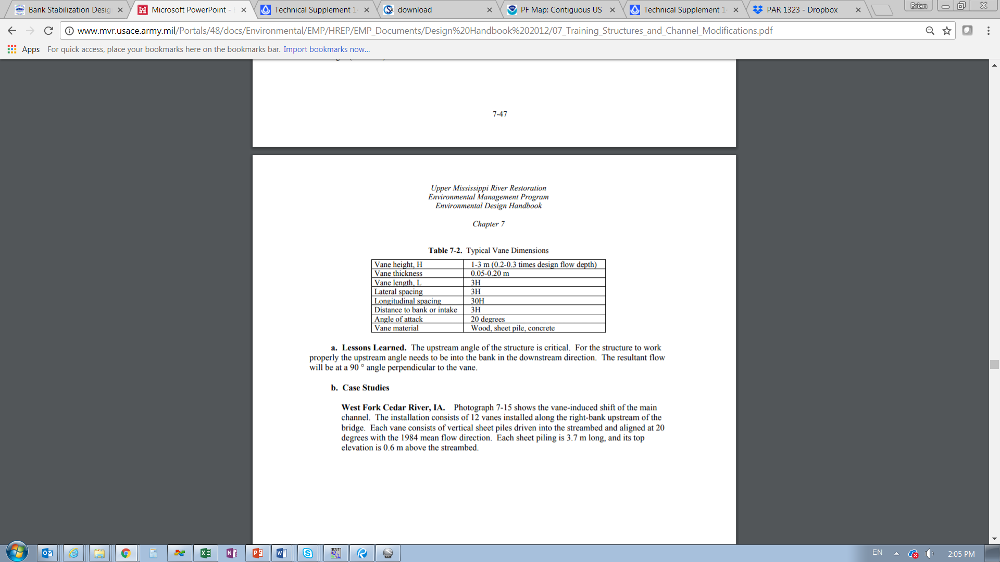 Bank Stabilization Desig
Microsoft PowerPoint -
Technical Supplement 1
download
PF Map: Contiguous US
Technical Supplement 1
PAR 1323 - Dropbox
Brian
www.mvr.usace.army.mil/Portals/48/docs/Environmental/EMP/HREP/EMP_Documents/Design%20Handbook%202012/07_Training_Structures_and_Channel_Modifications.pdf
Apps For quick access, place your bookmarks here on the bookmarks bar. Import bookmarks now...
7-47
Upper Mississippi River Restoration
Environmental Management Program
Environmental Design Handbook
Chapter 7
Table 7-2. Typical Vane Dimensions
Vane height, H 1-3 m (0.2-0.3 times design flow depth)
Vane thickness 0.05-0.20 m
Vane length, L 3H
Lateral spacing 3H
Longitudinal spacing 30H
Distance to bank or intake 3H
Angle of attack 20 degrees
Vane material Wood, sheet pile, concrete
a. Lessons Learned. The upstream angle of the structure is critical. For the structure to work
properly the upstream angle needs to be into the bank in the downstream direction. The resultant flow
will be at a 90 ° angle perpendicular to the vane.
b. Case Studies
West Fork Cedar River, IA. Photograph 7-15 shows the vane-induced shift of the main
channel. The installation consists of 12 vanes installed along the right-bank upstream of the
bridge. Each vane consists of vertical sheet piles driven into the streambed and aligned at 20
degrees with the 1984 mean flow direction. Each sheet piling is 3.7 m long, and its top
elevation is 0.6 m above the streambed.
EN
2:05 PM